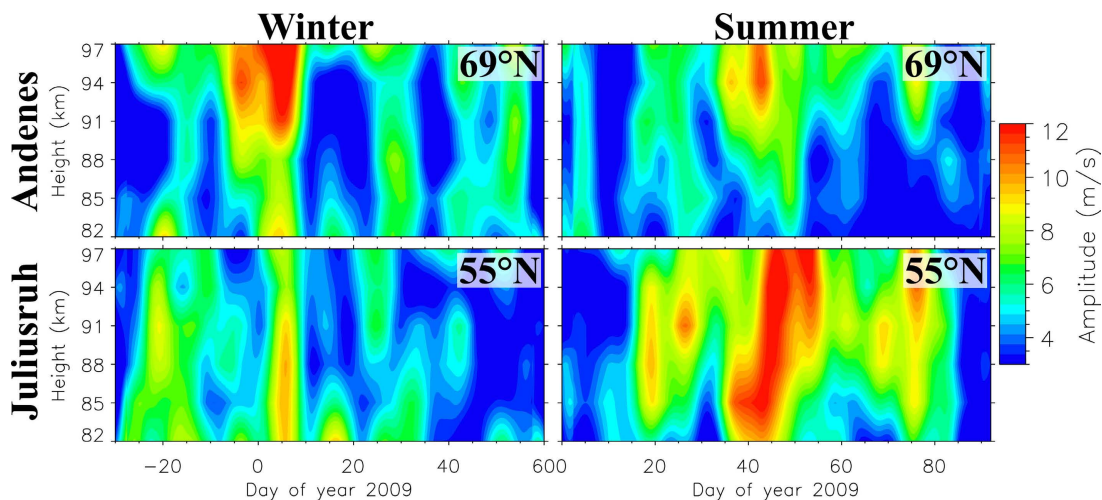 Winter
Summer
Andenes
Height (km)
97
94
91
88
85
82
69°N
69°N
Juliusruh
Height (km)
97
94
91
88
85
82
55°N
55°N
12
10
8
6
4
Amplitude (m/s)
−20 0 20 40 60
0 20 40 60 80
Day of year 2009
Day of year 2009